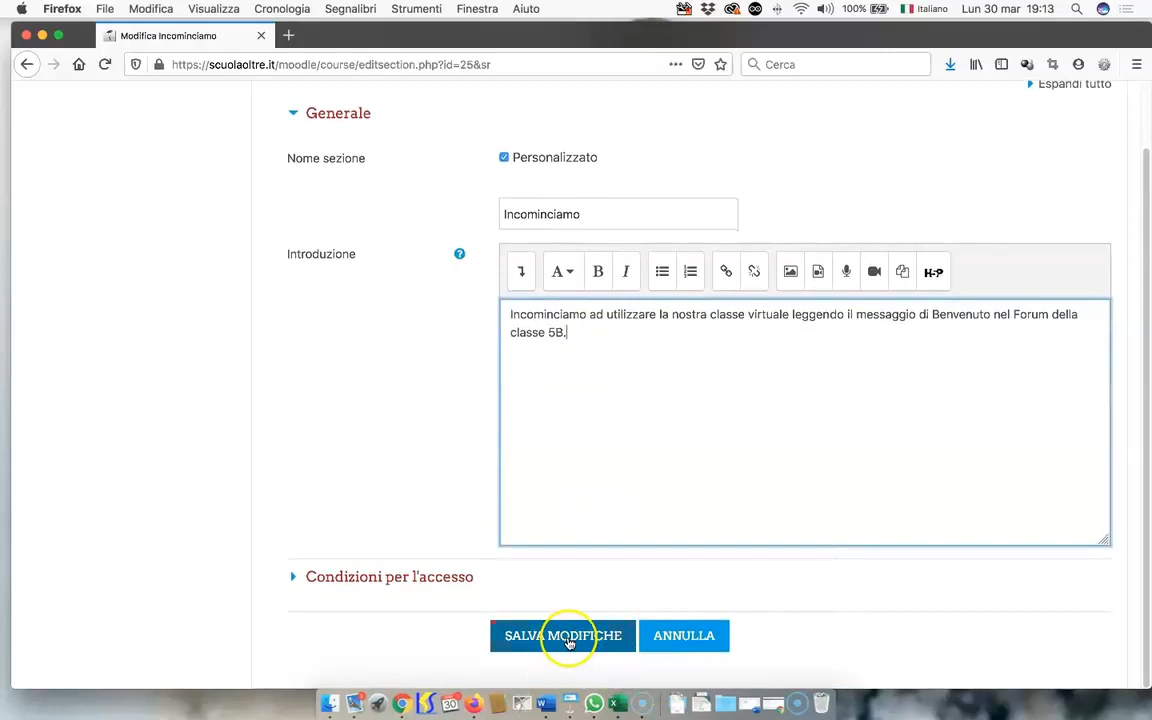 Firefox File Modifica Visualizza Cronologia Segnalibri Strumenti Finestra Aiuto 100% Italiano Lun 30 mar 19:13
Modifica Incominciamo
https://scuolaoltre.it/moodle/course/editsection.php?id=25&sr
Cerca
Espandi tutto
Generale
Nome sezione
Personalizzato
Incominciamo
Introduzione
A B I H-P
Incominciamo ad utilizzare la nostra classe virtuale leggendo il messaggio di Benvenuto nel Forum della
classe 5B.
Condizioni per l'accesso
SALVA MODIFICHE ANNULLA
30